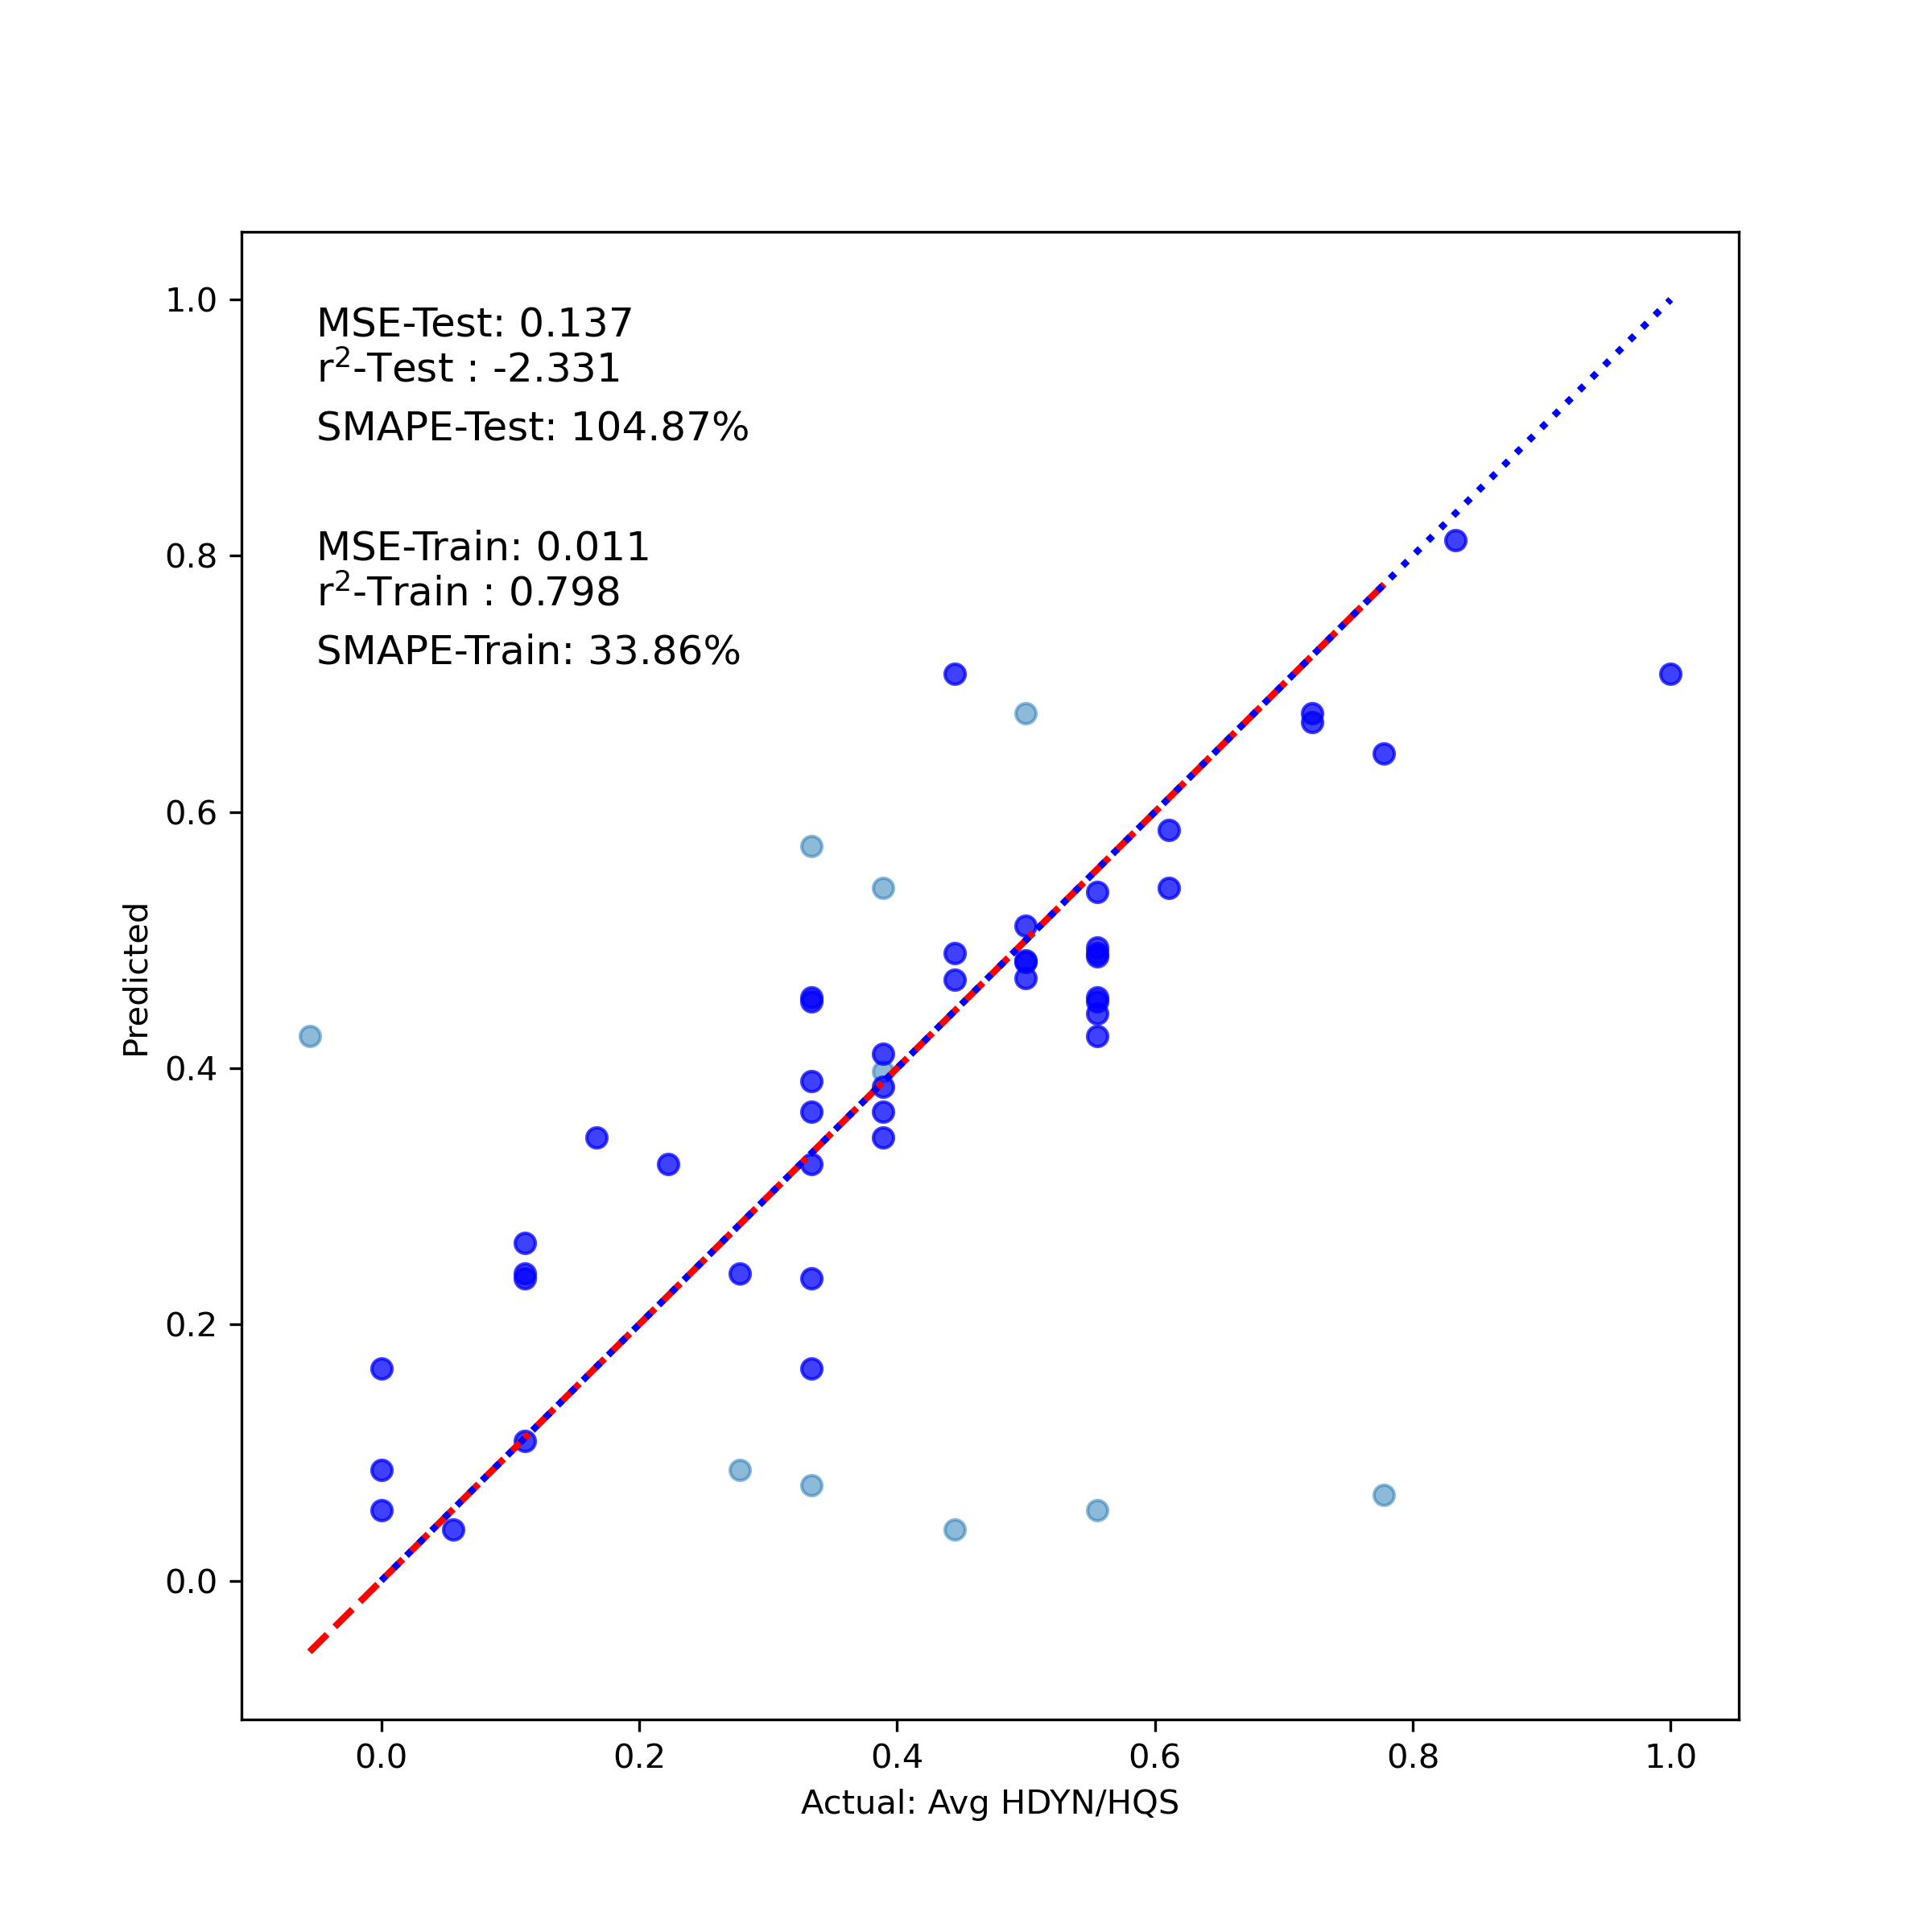 MSE-Test: 0.137
r²-Test : -2.331
SMAPE-Test: 104.87%
MSE-Train: 0.011
r²-Train : 0.798
SMAPE-Train: 33.86%
1.0
0.8
0.6
0.4
0.2
0.0
Predicted
0.0 0.2 0.4 0.6 0.8 1.0
Actual: Avg HDYN/HQS